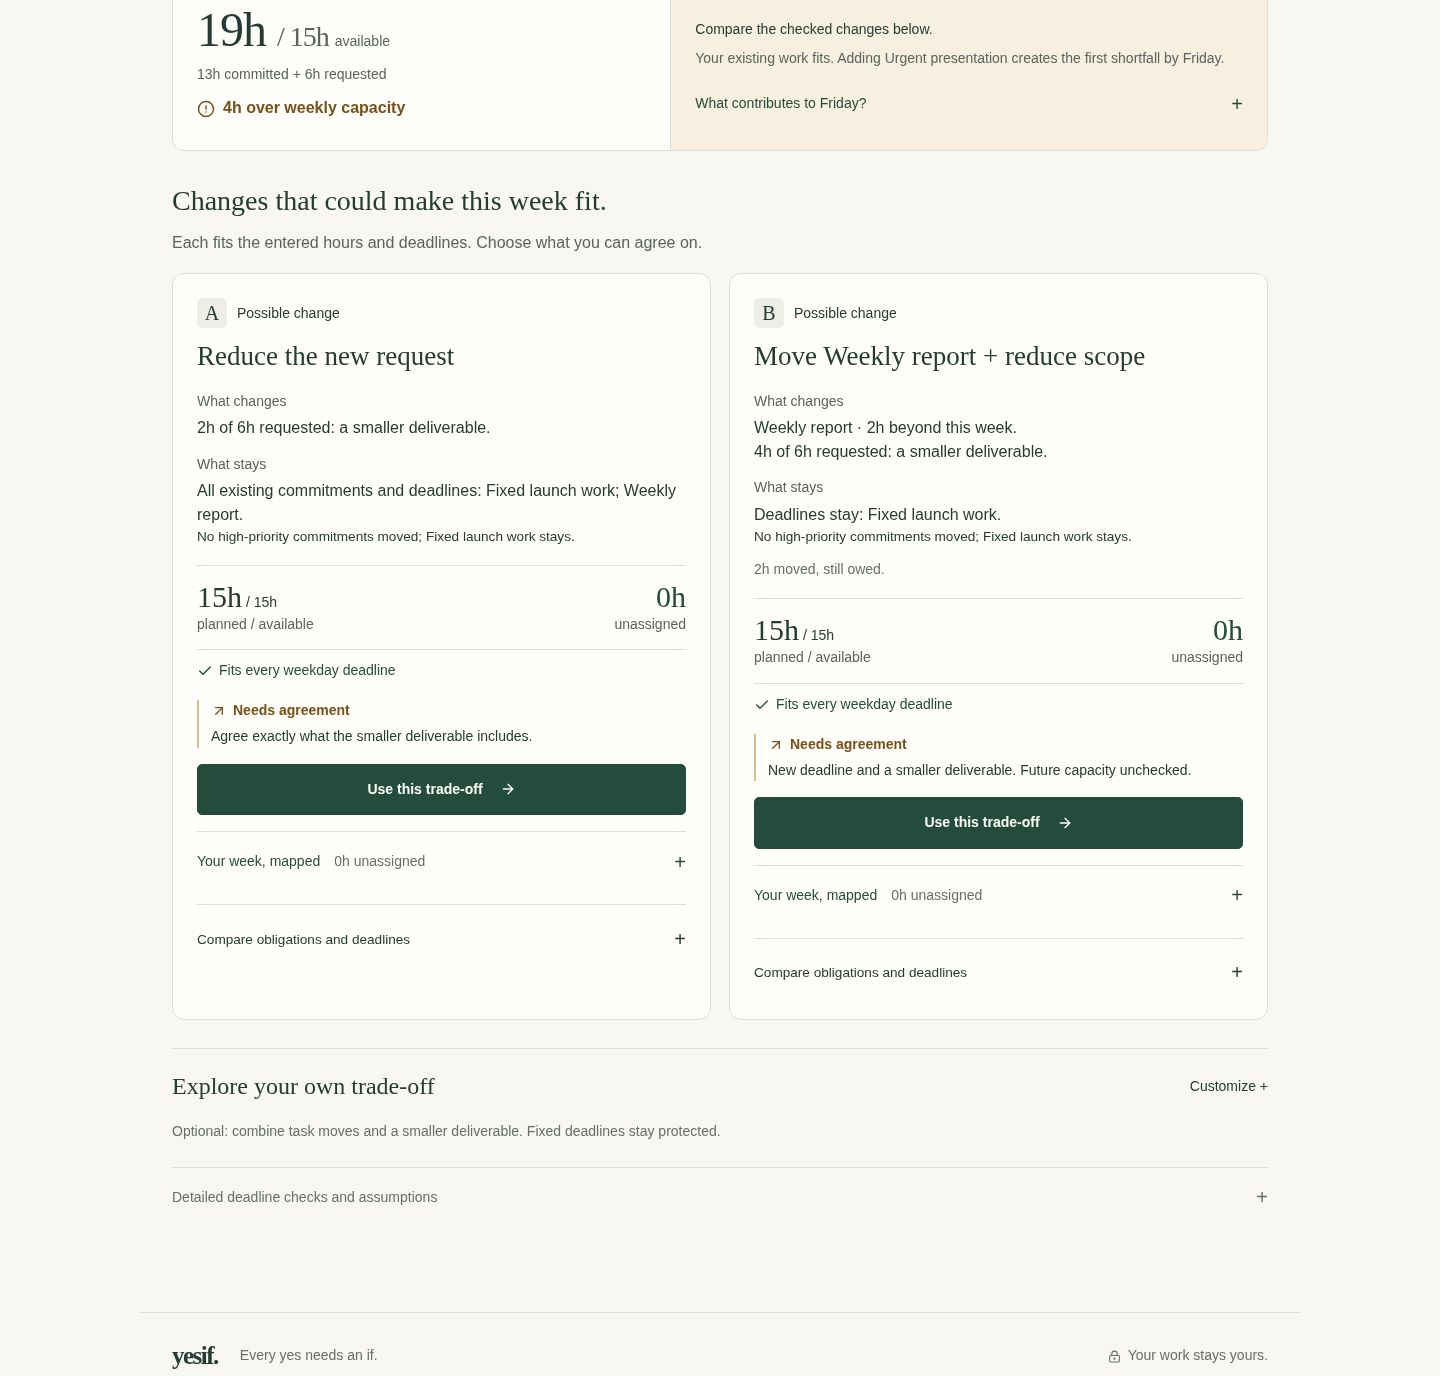 19h / 15h available
13h committed + 6h requested
4h over weekly capacity
Compare the checked changes below.
Your existing work fits. Adding Urgent presentation creates the first shortfall by Friday.
What contributes to Friday? +
Changes that could make this week fit.
Each fits the entered hours and deadlines. Choose what you can agree on.
A Possible change
Reduce the new request
What changes
2h of 6h requested: a smaller deliverable.
What stays
All existing commitments and deadlines: Fixed launch work; Weekly
report.
No high-priority commitments moved; Fixed launch work stays.
15h / 15h 0h
planned / available unassigned
Fits every weekday deadline
Needs agreement
Agree exactly what the smaller deliverable includes.
Use this trade-off
Your week, mapped 0h unassigned +
Compare obligations and deadlines +
B Possible change
Move Weekly report + reduce scope
What changes
Weekly report · 2h beyond this week.
4h of 6h requested: a smaller deliverable.
What stays
Deadlines stay: Fixed launch work.
No high-priority commitments moved; Fixed launch work stays.
2h moved, still owed.
15h / 15h 0h
planned / available unassigned
Fits every weekday deadline
Needs agreement
New deadline and a smaller deliverable. Future capacity unchecked.
Use this trade-off
Your week, mapped 0h unassigned +
Compare obligations and deadlines +
Explore your own trade-off Customize +
Optional: combine task moves and a smaller deliverable. Fixed deadlines stay protected.
Detailed deadline checks and assumptions +
yesif. Every yes needs an if. Your work stays yours.